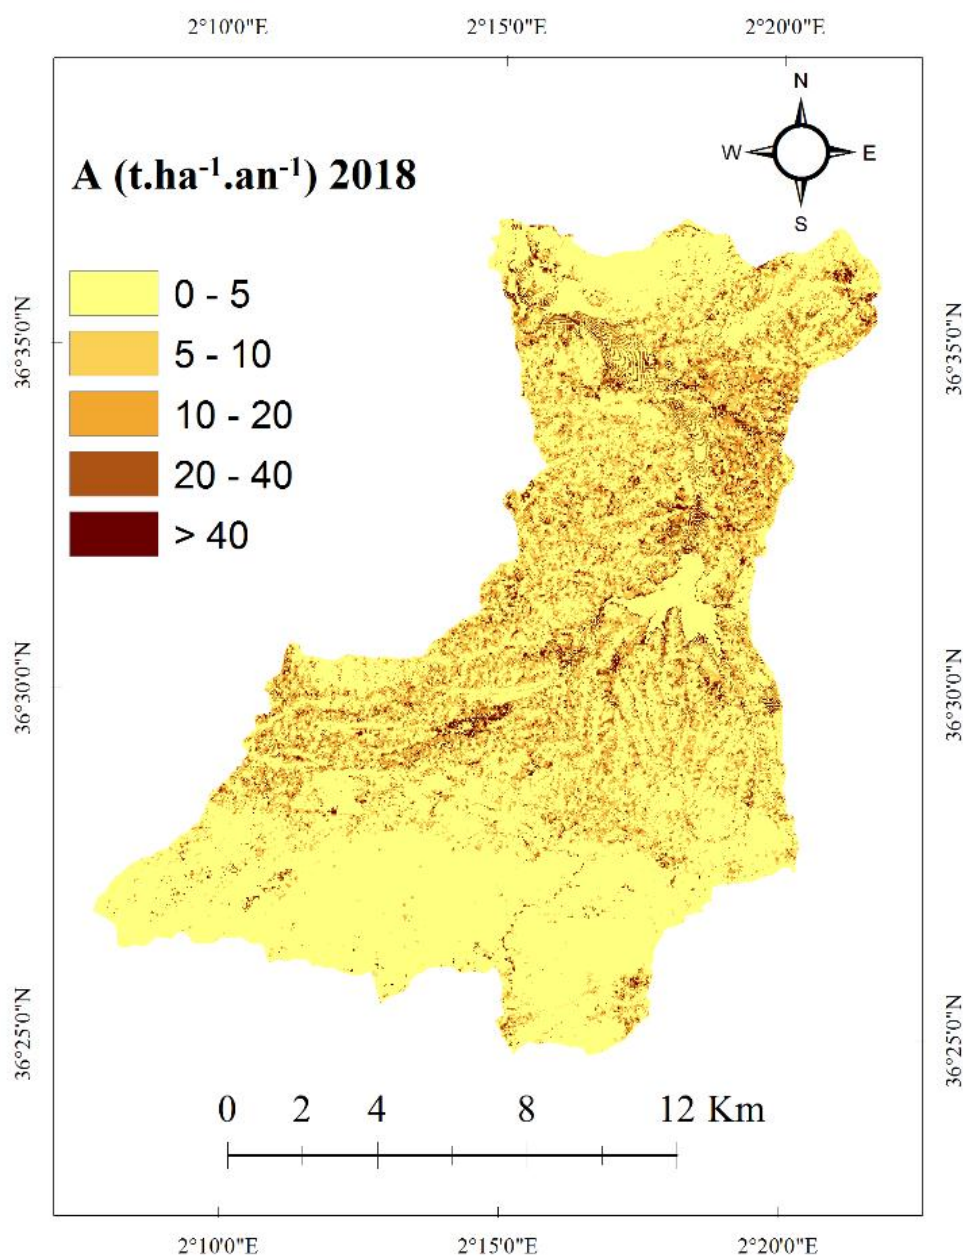 2°10'0"E 2°15'0"E 2°20'0"E
N
W E
S
A (t.ha⁻¹.an⁻¹) 2018
0 - 5
5 - 10
10 - 20
20 - 40
> 40
36°35'0"N 36°35'0"N
36°30'0"N 36°30'0"N
36°25'0"N 36°25'0"N
0 2 4 8 12 Km
2°10'0"E 2°15'0"E 2°20'0"E